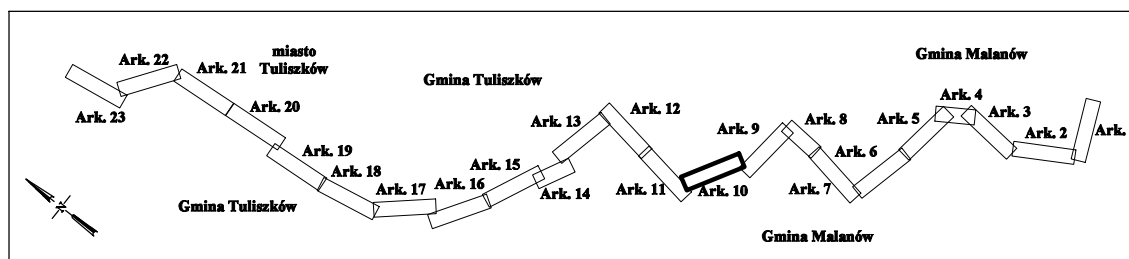 miasto
Tuliszków
Ark. 22
Ark. 21
Ark. 23
Ark. 20
Gmina Tuliszków
Gmina Malanów
Ark. 4
Ark. 3
Ark. 12
Ark. 13
Ark. 5
Ark. 8
Ark. 9
Ark. 2
Ark.
Ark. 19
Ark. 18
Ark. 15
Ark. 6
Ark. 14
Ark. 11
Ark. 10
Ark. 7
Ark. 17
Ark. 16
Gmina Tuliszków
N
Gmina Malanów